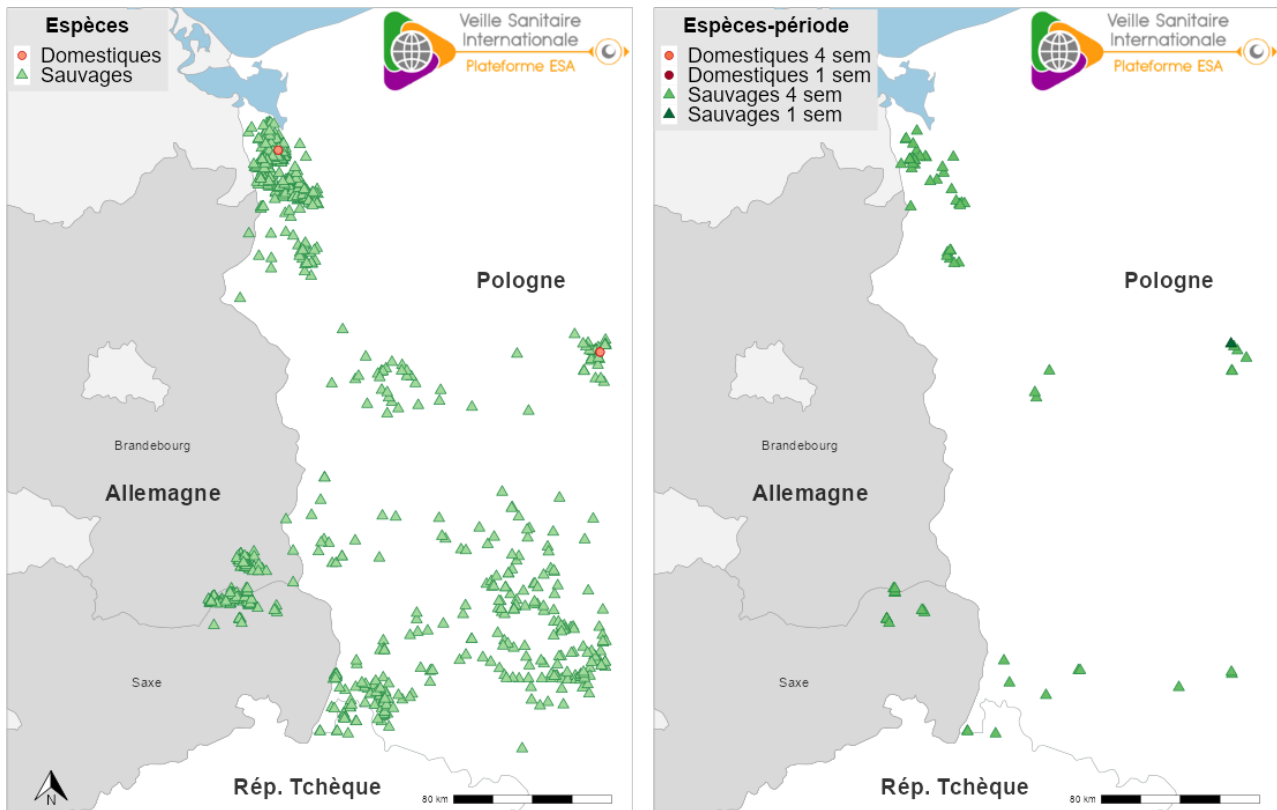 Espèces
Domestiques
Sauvages
Veille Sanitaire
Internationale
Plateforme ESA
Pologne
Brandebourg
Allemagne
Saxe
Rép. Tchèque
N
80 km
Espèces-période
Domestiques 4 sem
Domestiques 1 sem
Sauvages 4 sem
Sauvages 1 sem
Veille Sanitaire
Internationale
Plateforme ESA
Pologne
Brandebourg
Allemagne
Saxe
Rép. Tchèque
80 km